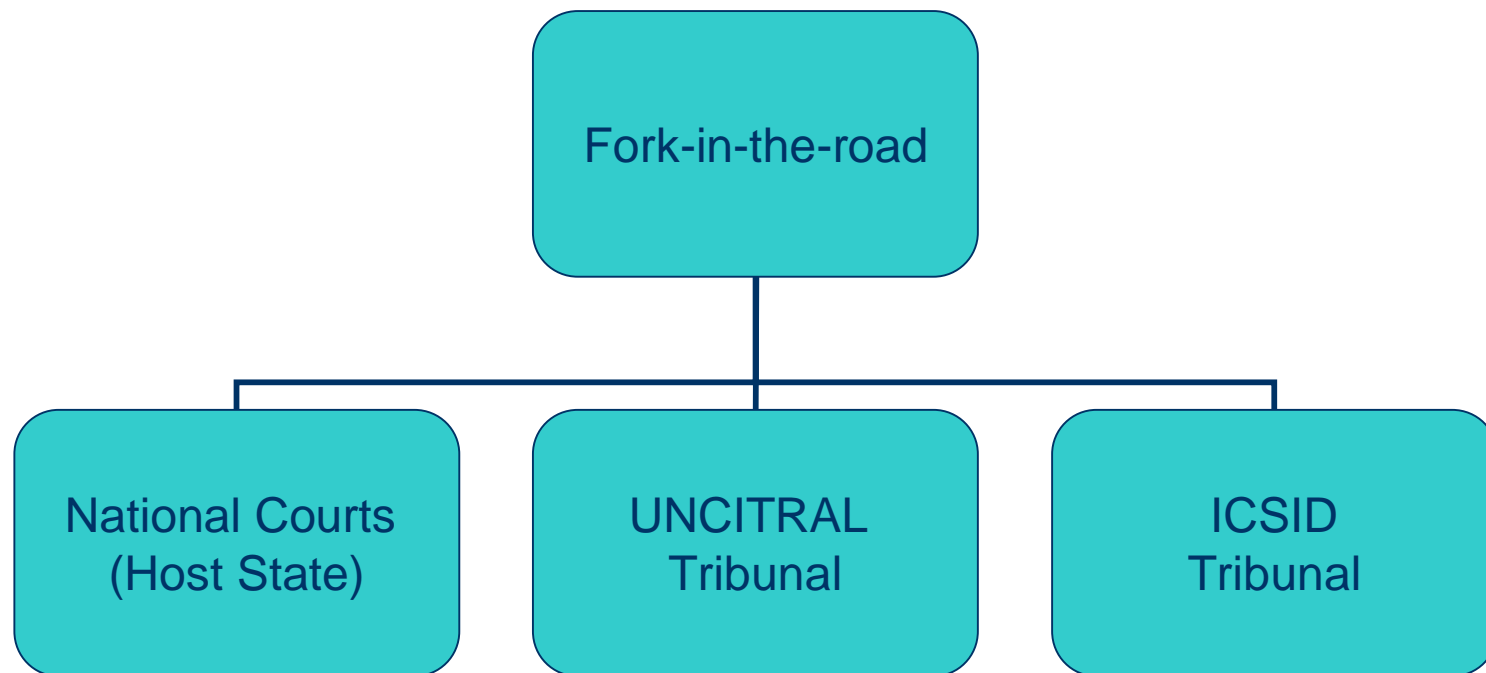 Fork-in-the-road
National Courts
(Host State)
UNCITRAL
Tribunal
ICSID
Tribunal